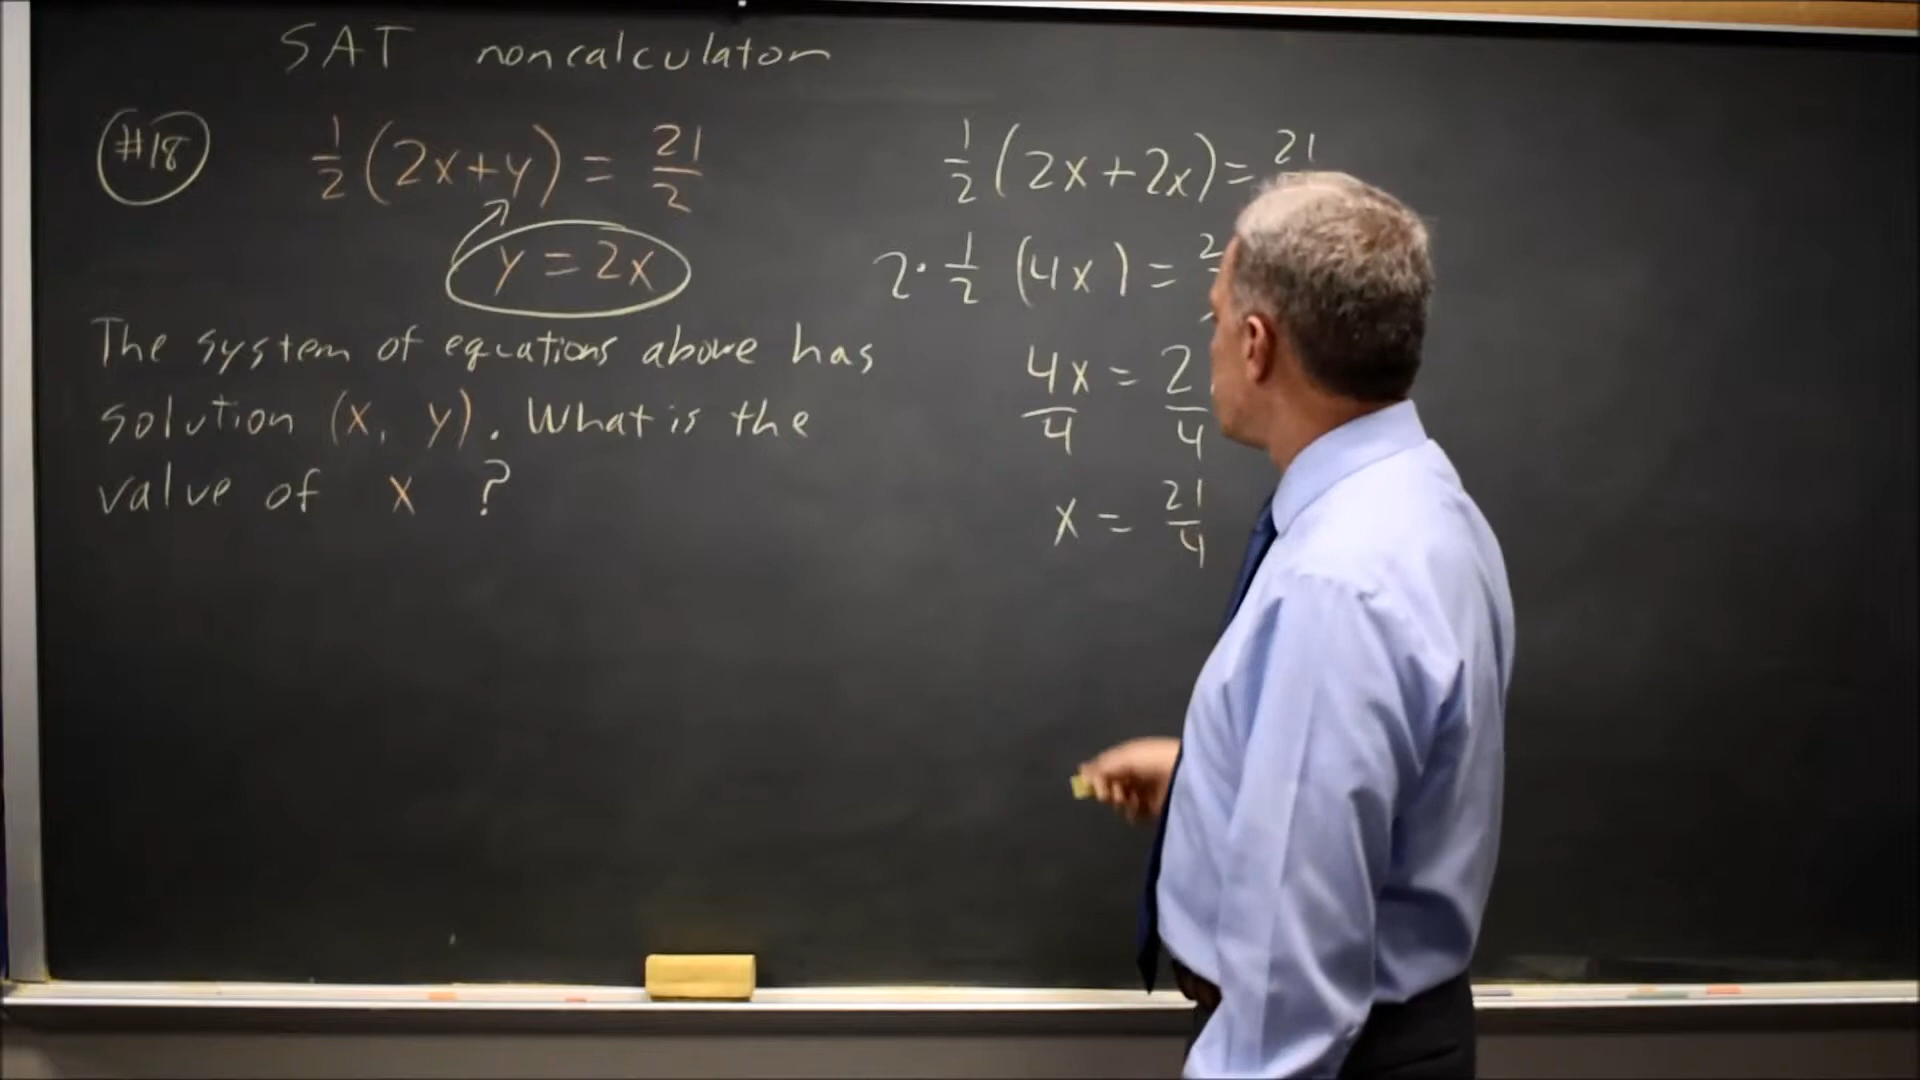 SAT noncalculator
#18
1/2 (2x+y) = 21/2
y = 2x
The system of equations above has
solution (x, y). What is the
value of x ?
1/2 (2x+2x) = 21
2 · 1/2 (4x) = 2
4x/4 = 2/4
x = 21/4